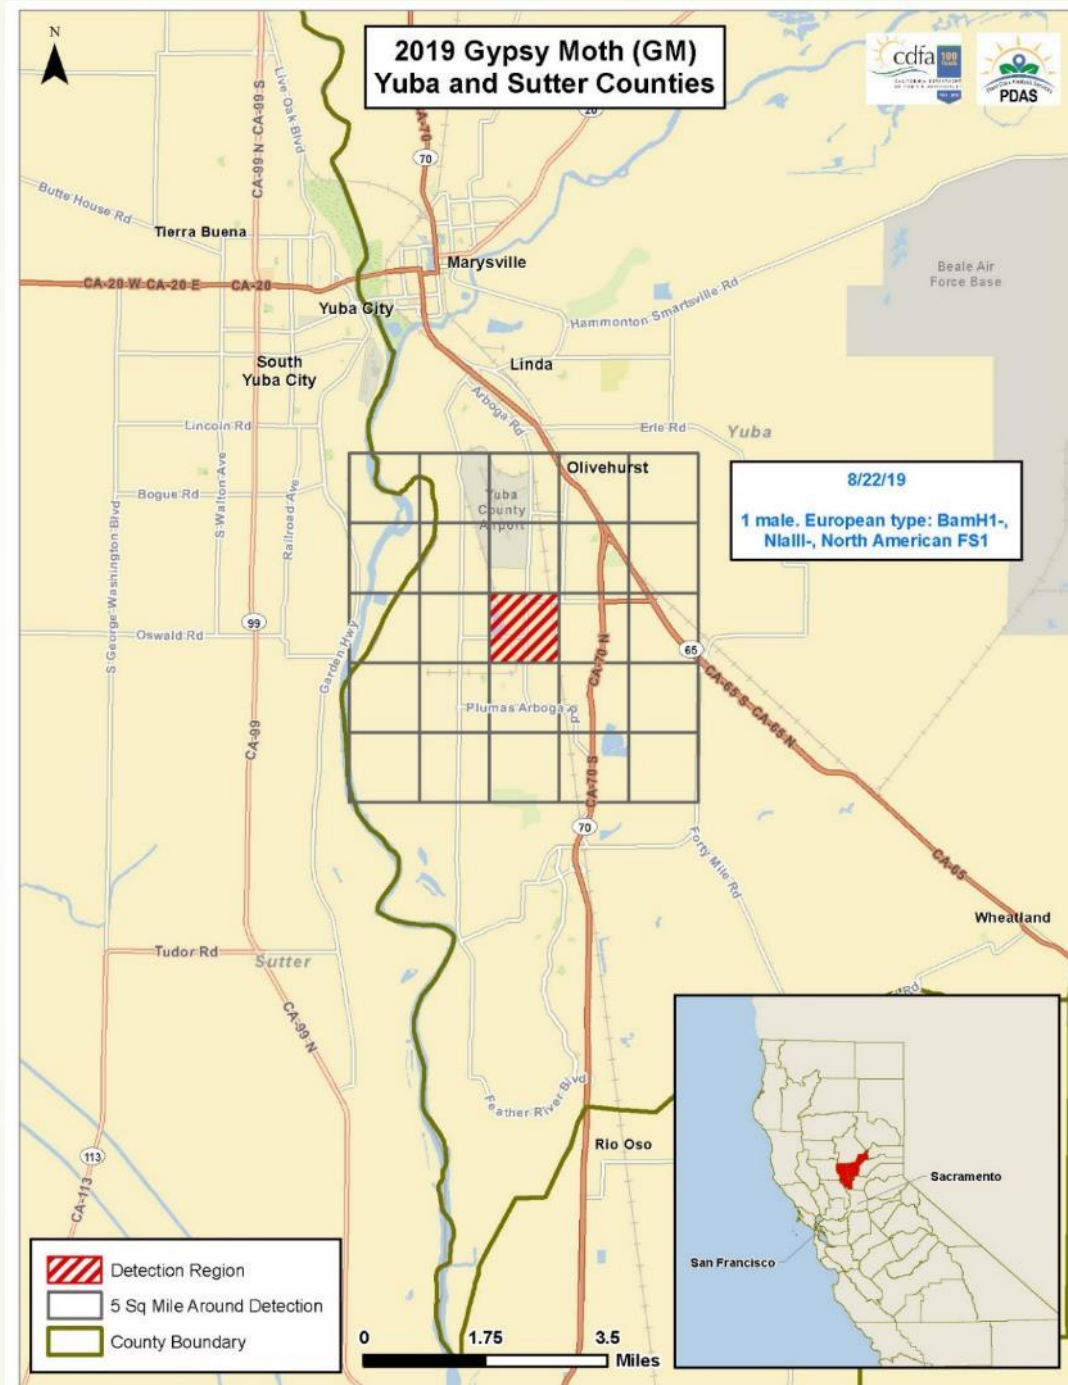 N
2019 Gypsy Moth (GM)
Yuba and Sutter Counties
cdfa
100
PDAS
CA-99 N CA-99 S
Live Oak Blvd
A-70
70
20
Butte House Rd
Tierra Buena
Marysville
Beale Air
Force Base
CA-20 W CA-20 E
CA-20
Yuba City
Hammonton Smartsville Rd
South
Yuba City
Linda
Arboga Rd
Lincoln Rd
Erle Rd
Yuba
Olivehurst
S George Washington Blvd
S Walton Ave
Bogue Rd
Railroad Ave
Yuba
County
Airport
8/22/19
1 male. European type: BamH1-,
NlaIII-, North American FS1
99
Oswald Rd
Garden Hwy
CA-70 N
65
CA-65 S CA-65 N
CA-99
Plumas Arboga
Rd
CA-70 S
70
Forty Mile Rd
CA-65
Wheatland
Tudor Rd
Sutter
Rd
CA-99 N
Feather River Blvd
Rio Oso
113
CA-113
Sacramento
San Francisco
Detection Region
5 Sq Mile Around Detection
County Boundary
0 1.75 3.5
Miles